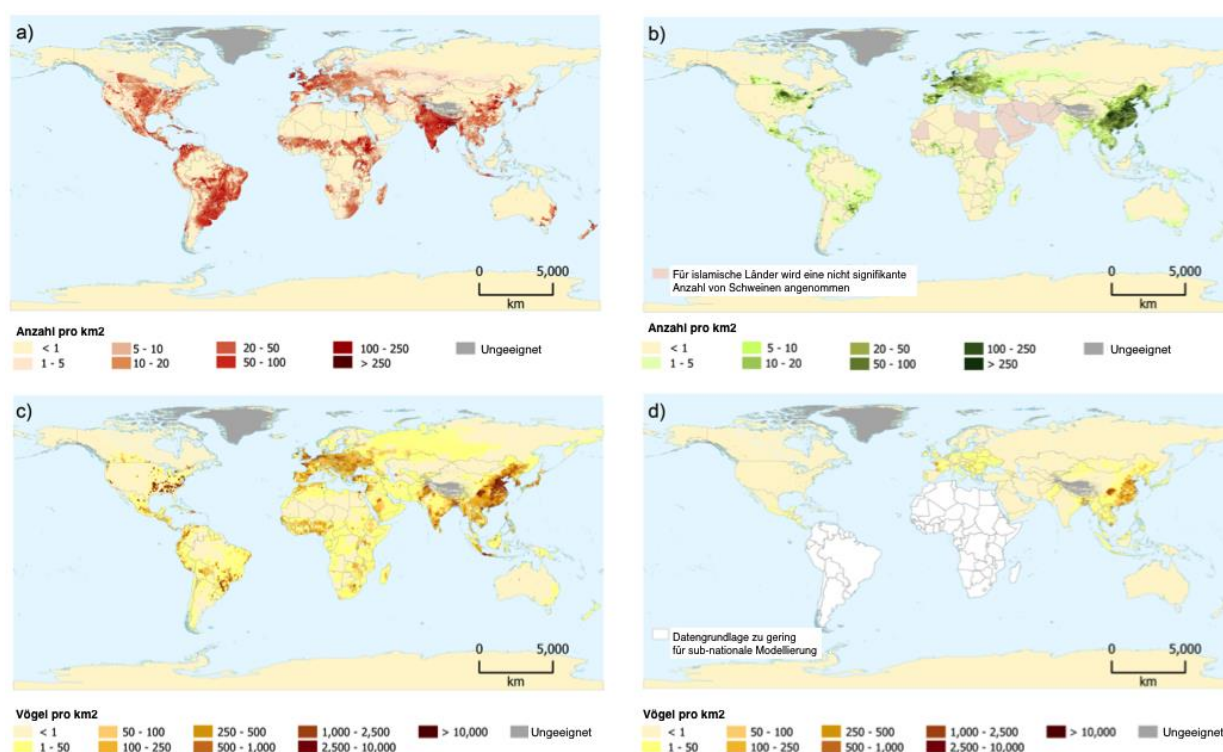 a)
0 5,000
km
Anzahl pro km2
< 1 5 - 10 20 - 50 100 - 250 Ungeeignet
1 - 5 10 - 20 50 - 100 > 250
b)
Für islamische Länder wird eine nicht signifikante
Anzahl von Schweinen angenommen
0 5,000
km
Anzahl pro km2
< 1 5 - 10 20 - 50 100 - 250 Ungeeignet
1 - 5 10 - 20 50 - 100 > 250
c)
0 5,000
km
Vögel pro km2
< 1 50 - 100 250 - 500 1,000 - 2,500 > 10,000 Ungeeignet
1 - 50 100 - 250 500 - 1,000 2,500 - 10,000
d)
Datengrundlage zu gering
für sub-nationale Modellierung
0 5,000
km
Vögel pro km2
< 1 50 - 100 250 - 500 1,000 - 2,500 > 10,000 Ungeeignet
1 - 50 100 - 250 500 - 1,000 2,500 - 10,000